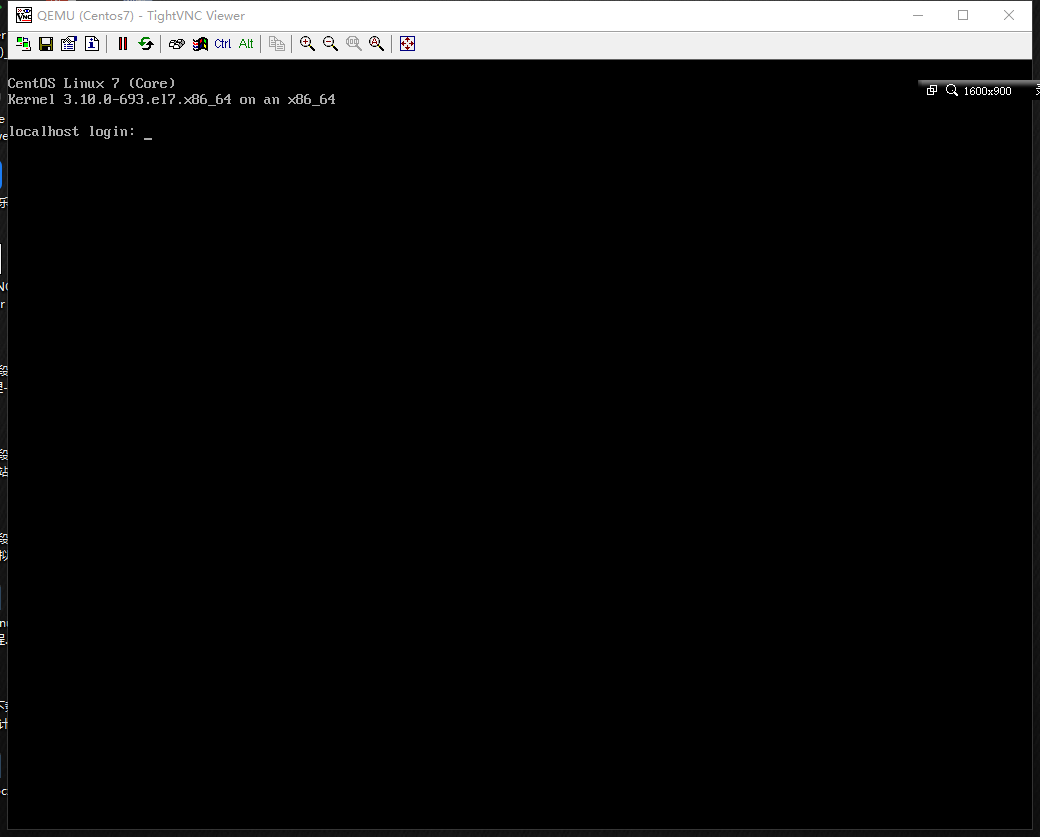 QEMU (Centos7) - TightVNC Viewer
Ctrl Alt
CentOS Linux 7 (Core)
Kernel 3.10.0-693.el7.x86_64 on an x86_64
1600x900
localhost login: _